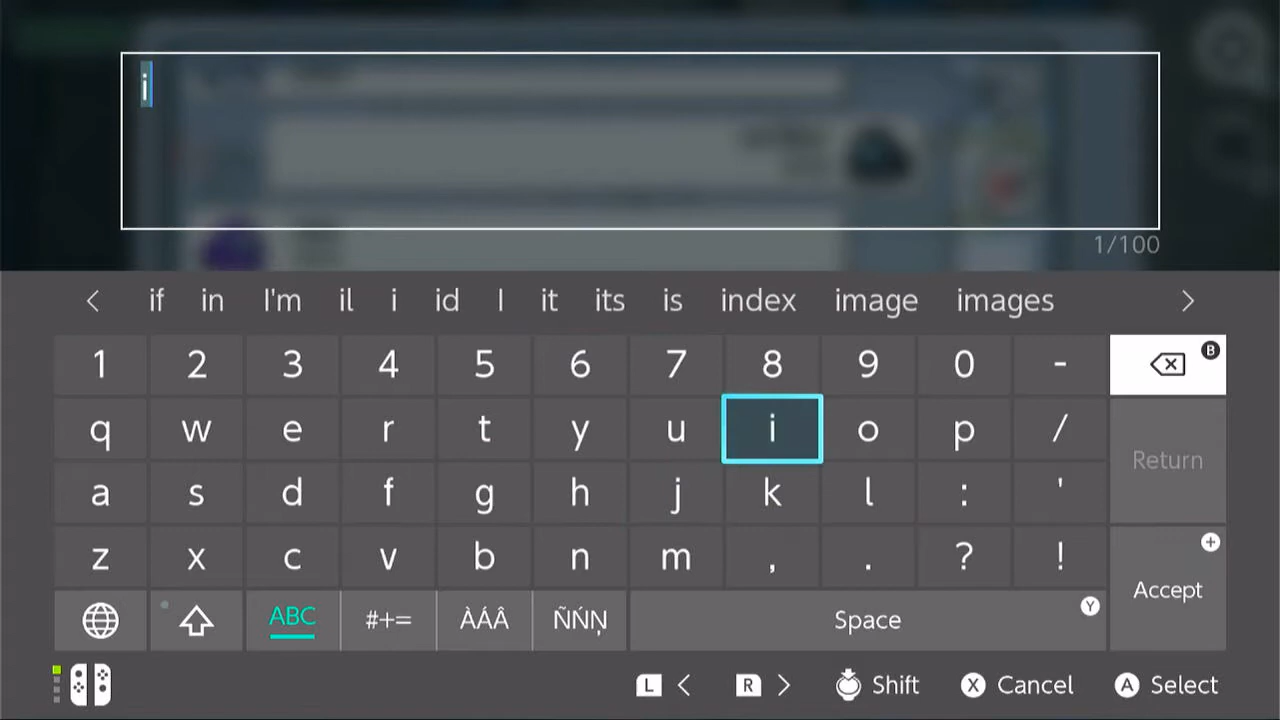 i
1/100
< if in I'm il i id I it its is index image images >
1 2 3 4 5 6 7 8 9 0 - B
q w e r t y u i o p /
Return
a s d f g h j k l : '
z x c v b n m , . ? ! +
Accept
ABC #+= ÀÁÂ ÑŃŅ Space Y
L < R > Shift X Cancel A Select